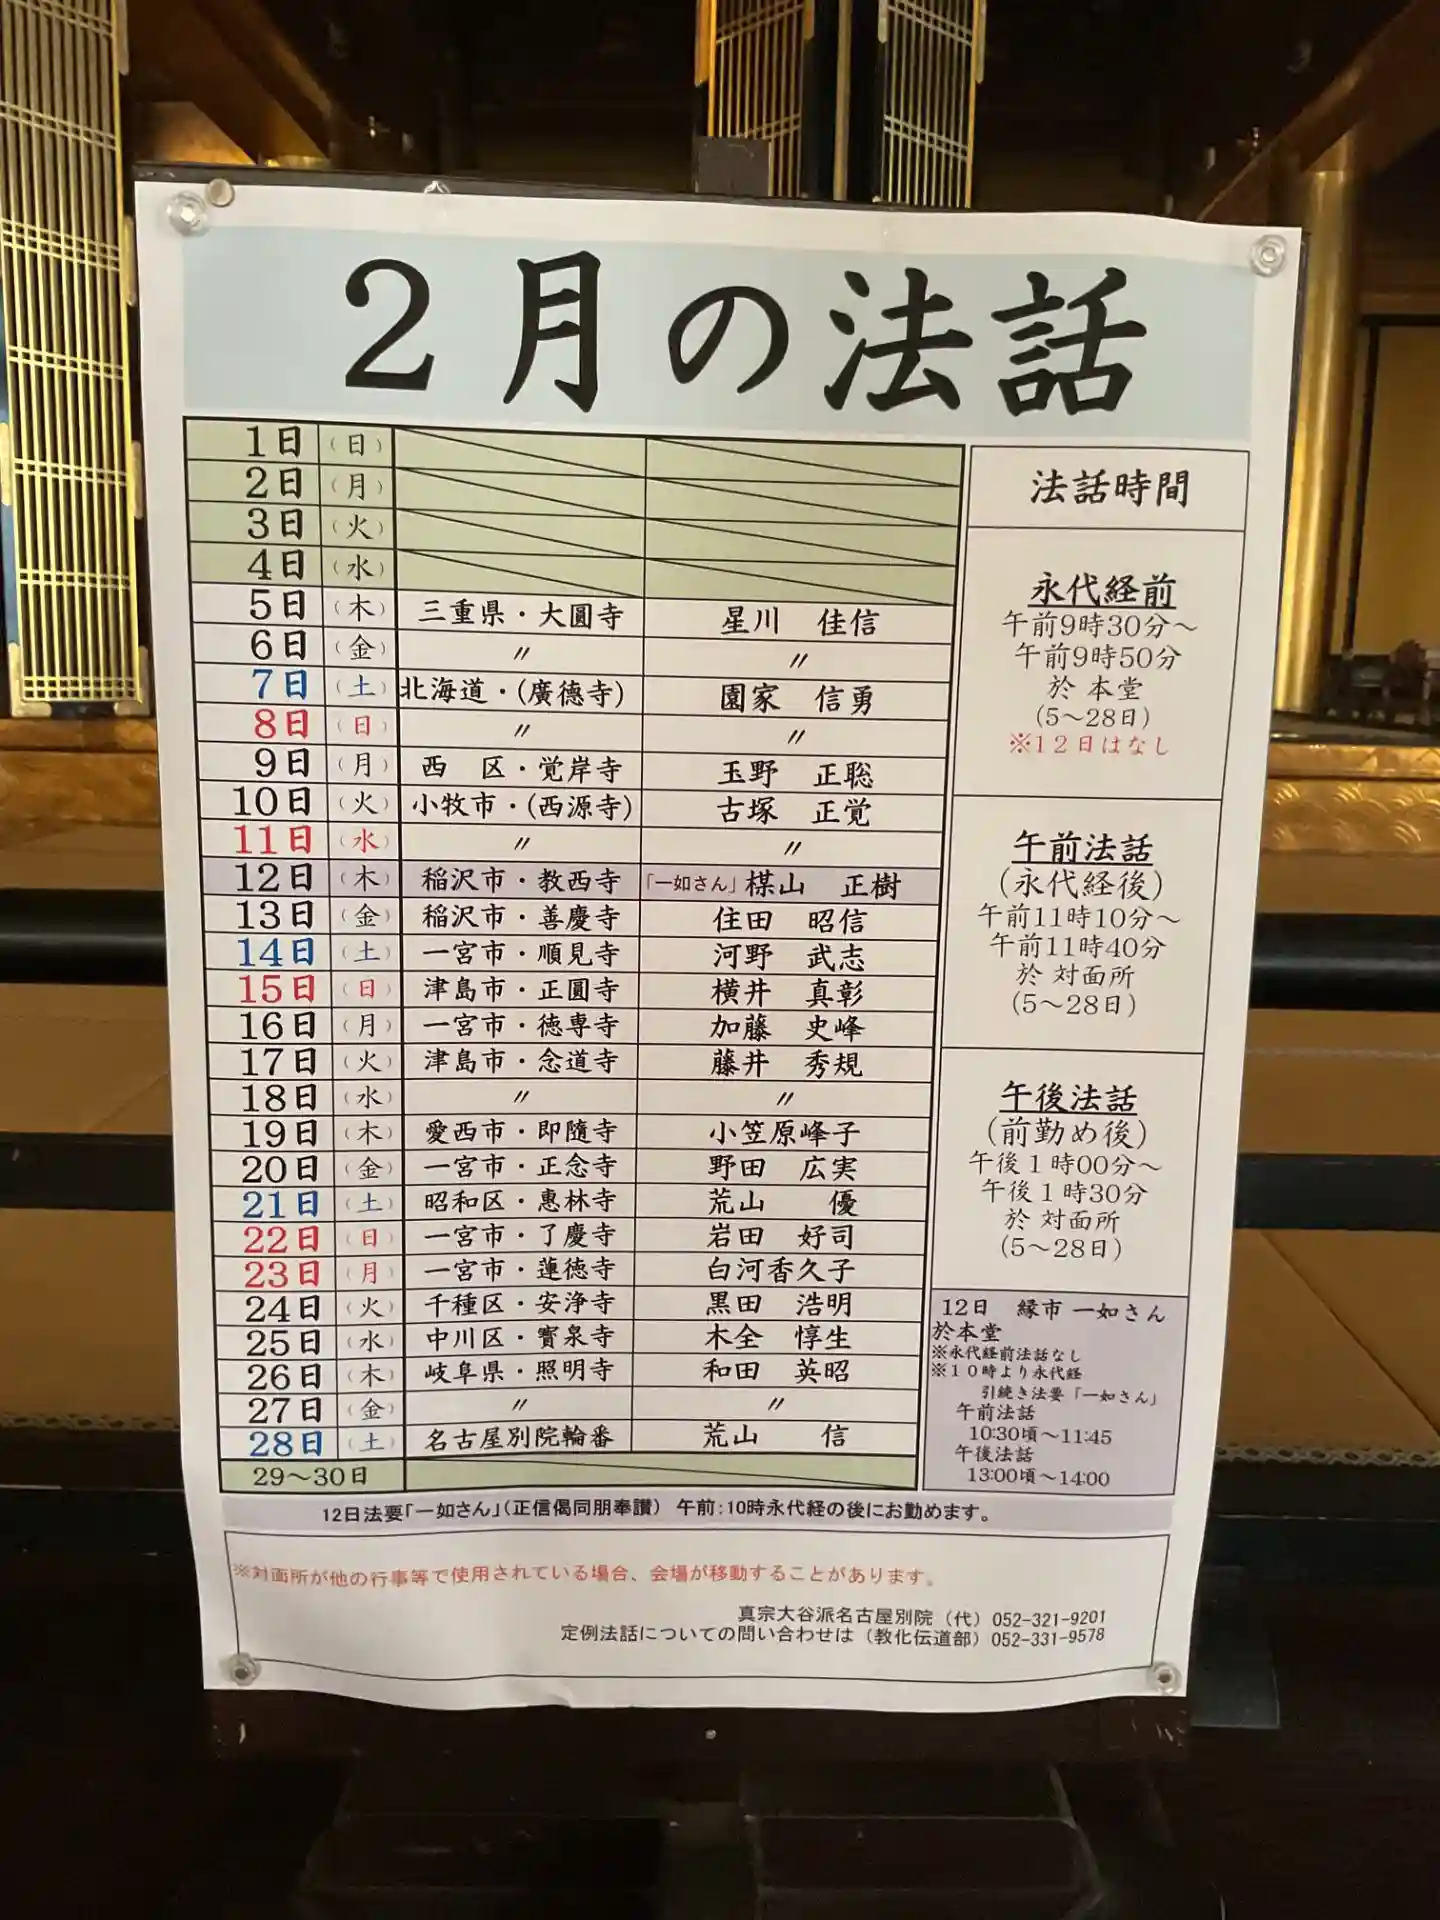 2月の法話
1日 (日)
2日 (月)
3日 (火)
4日 (水)
5日 (木) 三重県・大圓寺 星川 佳信
6日 (金) 〃 〃
7日 (土) 北海道・(廣徳寺) 園家 信勇
8日 (日) 〃 〃
9日 (月) 西 区・覚岸寺 玉野 正聡
10日 (火) 小牧市・(西源寺) 古塚 正覚
11日 (水) 〃 〃
12日 (木) 稲沢市・教西寺 「一如さん」 楳山 正樹
13日 (金) 稲沢市・善慶寺 住田 昭信
14日 (土) 一宮市・順見寺 河野 武志
15日 (日) 津島市・正圓寺 横井 真彰
16日 (月) 一宮市・徳専寺 加藤 史峰
17日 (火) 津島市・念道寺 藤井 秀規
18日 (水) 〃 〃
19日 (木) 愛西市・即隨寺 小笠原峰子
20日 (金) 一宮市・正念寺 野田 広実
21日 (土) 昭和区・惠林寺 荒山 優
22日 (日) 一宮市・了慶寺 岩田 好司
23日 (月) 一宮市・蓮徳寺 白河香久子
24日 (火) 千種区・安浄寺 黒田 浩明
25日 (水) 中川区・寳泉寺 木全 惇生
26日 (木) 岐阜県・照明寺 和田 英昭
27日 (金) 〃 〃
28日 (土) 名古屋別院輪番 荒山 信
29〜30日
法話時間
永代経前
午前9時30分〜
午前9時50分
於 本堂
(5〜28日)
※12日はなし
午前法話
(永代経後)
午前11時10分〜
午前11時40分
於 対面所
(5〜28日)
午後法話
(前勤め後)
午後1時00分〜
午後1時30分
於 対面所
(5〜28日)
12日 縁市 一如さん
於本堂
※永代経前法話なし
※10時より永代経
引続き法要「一如さん」
午前法話
10:30頃〜11:45
午後法話
13:00頃〜14:00
12日法要「一如さん」(正信偈同朋奉讃) 午前:10時永代経の後にお勤めます。
※対面所が他の行事等で使用されている場合、会場が移動することがあります。
真宗大谷派名古屋別院(代)052-321-9201
定例法話についての問い合わせは(教化伝道部)052-331-9578